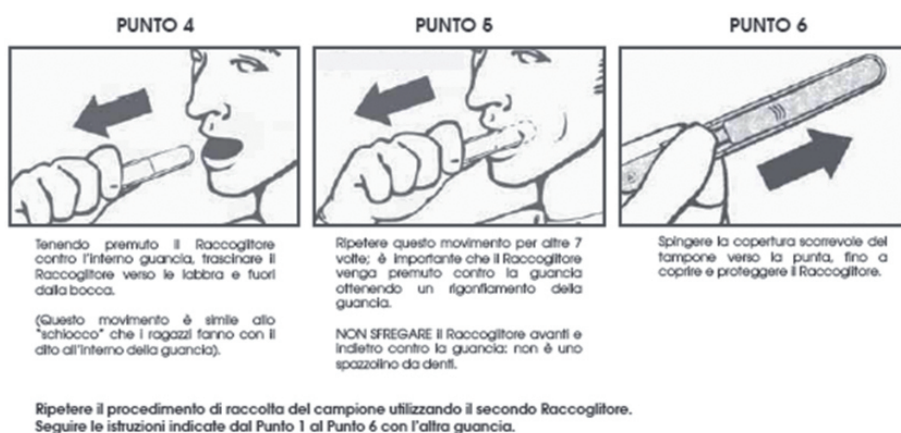 PUNTO 4
Tenendo premuto il Raccoglitore
contro l'interno guancia, trascinare il
Raccoglitore verso le labbra e fuori
dalla bocca.
(Questo movimento è simile allo
"schiocco" che i ragazzi fanno con il
dito all'interno della guancia).
PUNTO 5
Ripetere questo movimento per altre 7
volte; è importante che il Raccoglitore
venga premuto contro la guancia
ottenendo un rigonfiamento della
guancia.
NON SFREGARE il Raccoglitore avanti e
indietro contro la guancia: non è uno
spazzolino da denti.
PUNTO 6
Spingere la copertura scorrevole del
tampone verso la punta, fino a
coprire e proteggere il Raccoglitore.
Ripetere il procedimento di raccolta del campione utilizzando il secondo Raccoglitore.
Seguire le istruzioni indicate dal Punto 1 al Punto 6 con l'altra guancia.